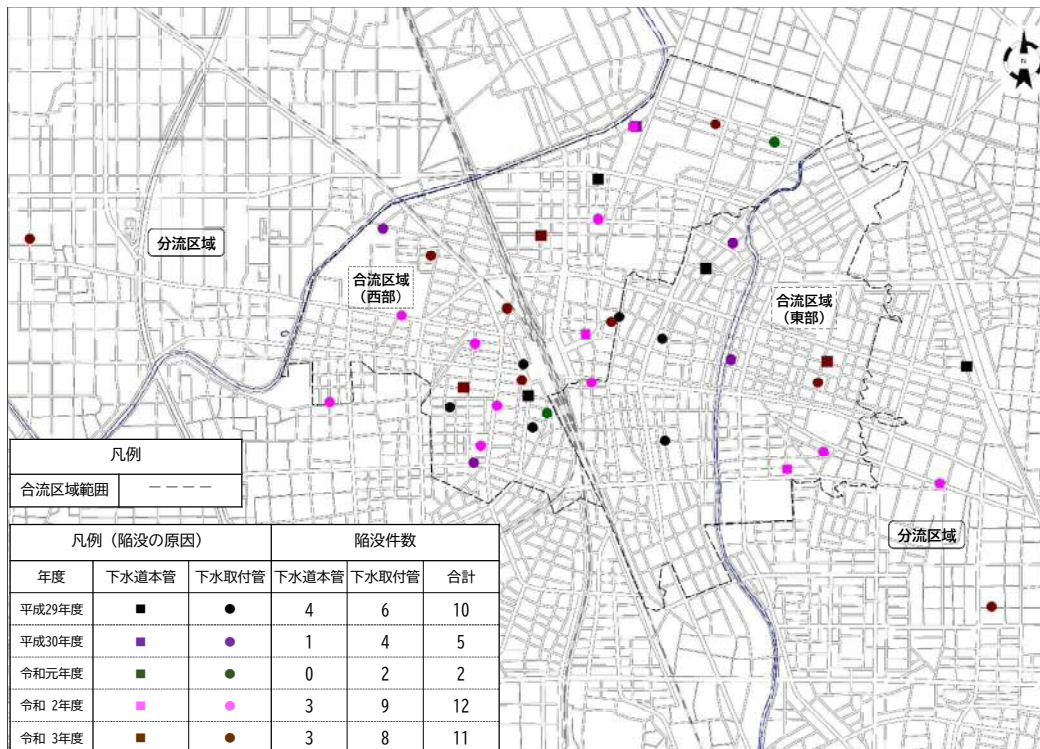 N
分流区域
合流区域
（西部）
合流区域
（東部）
分流区域
凡例
合流区域範囲
凡例（陥没の原因） 陥没件数
年度 下水道本管 下水取付管 下水道本管 下水取付管 合計
平成29年度 ■ ● 4 6 10
平成30年度 ■ ● 1 4 5
令和元年度 ■ ● 0 2 2
令和 2年度 ■ ● 3 9 12
令和 3年度 ■ ● 3 8 11